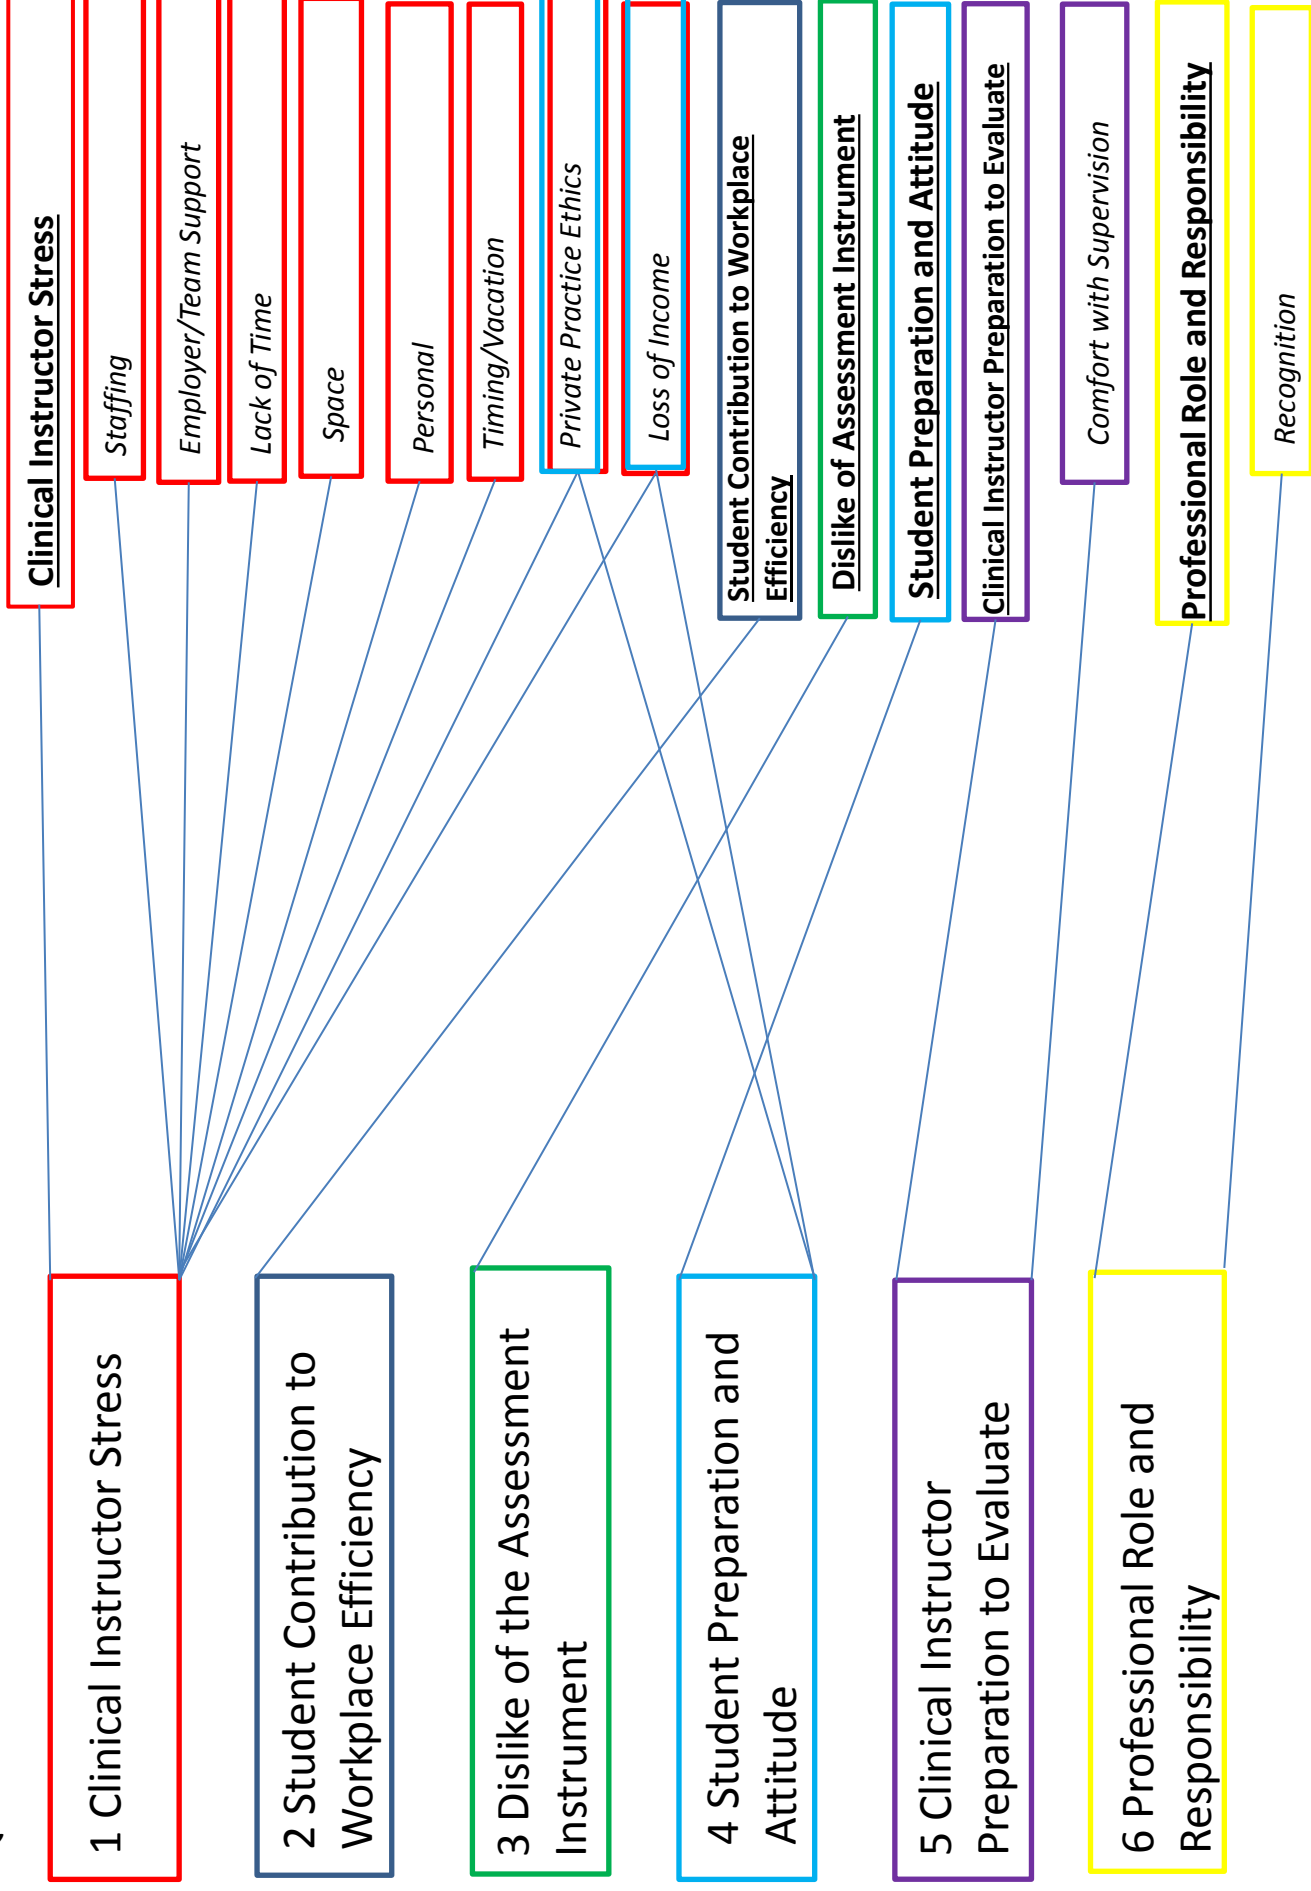 1 Clinical Instructor Stress
2 Student Contribution to
Workplace Efficiency
3 Dislike of the Assessment
Instrument
4 Student Preparation and
Attitude
5 Clinical Instructor
Preparation to Evaluate
6 Professional Role and
Responsibility
Clinical Instructor Stress
Staffing
Employer/Team Support
Lack of Time
Space
Personal
Timing/Vacation
Private Practice Ethics
Loss of Income
Student Contribution to Workplace
Efficiency
Dislike of Assessment Instrument
Student Preparation and Attitude
Clinical Instructor Preparation to Evaluate
Comfort with Supervision
Professional Role and Responsibility
Recognition